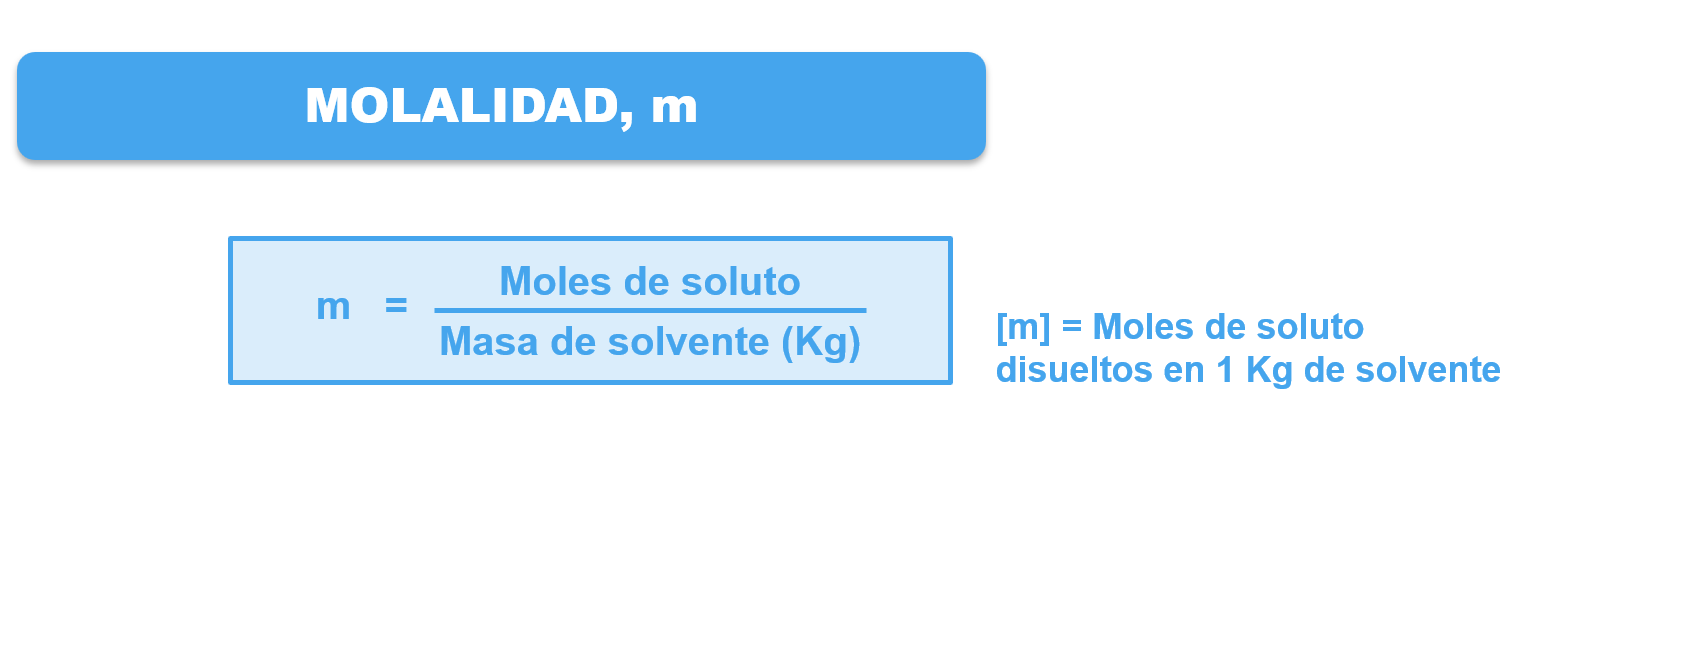 MOLALIDAD, m
m = Moles de soluto
Masa de solvente (Kg)
[m] = Moles de soluto
disueltos en 1 Kg de solvente